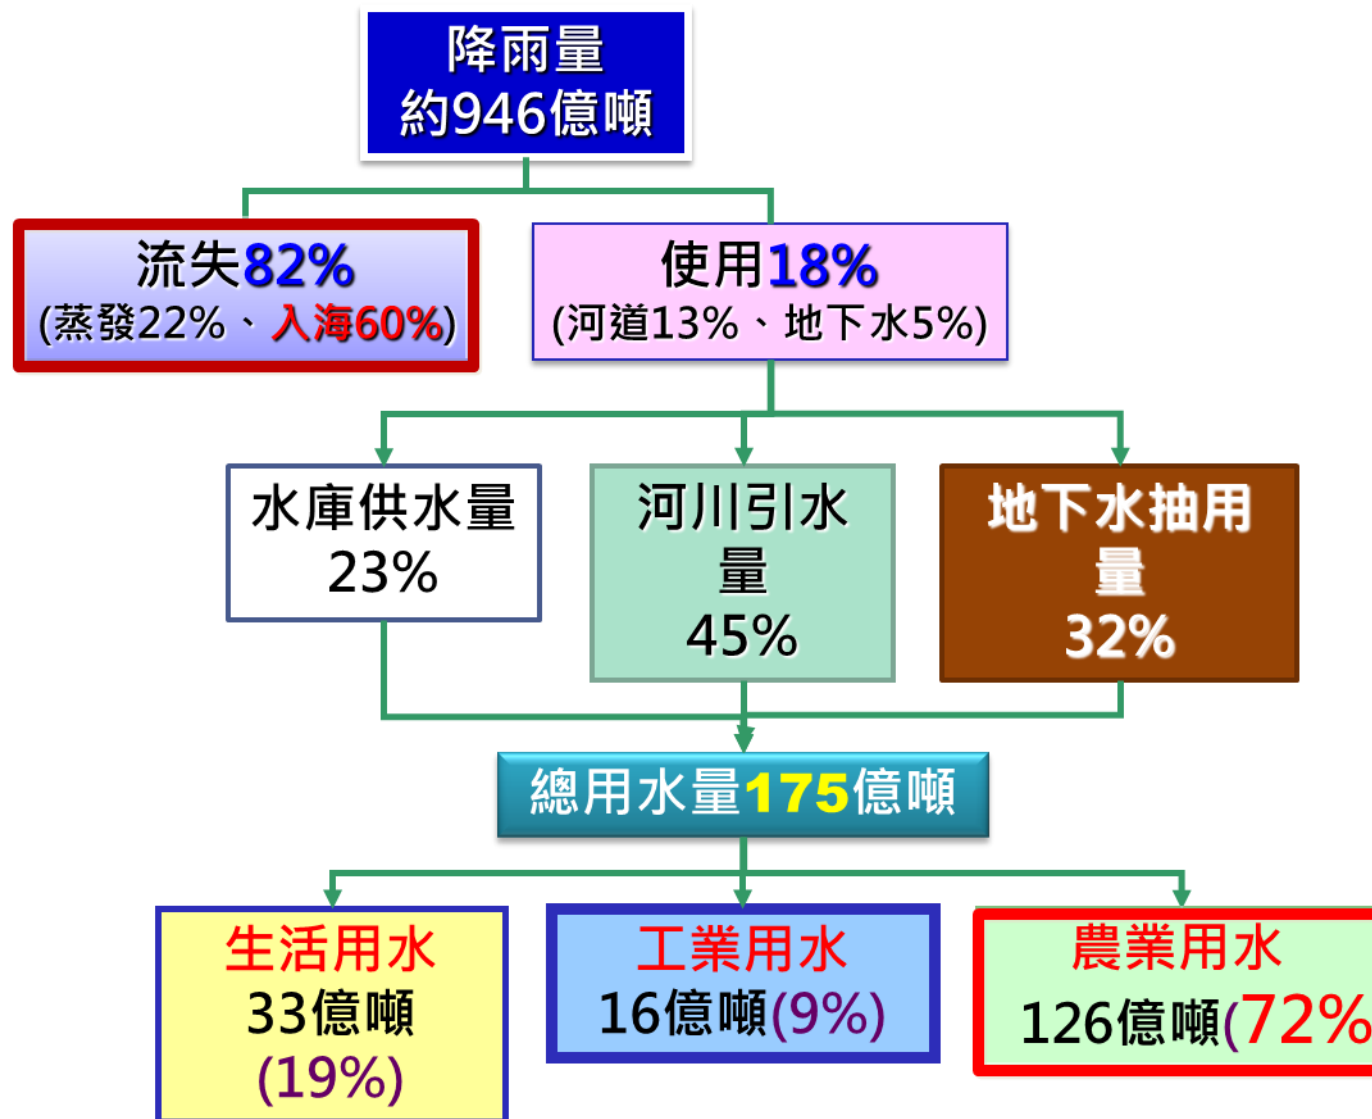 降雨量
約946億噸
流失82%
(蒸發22%、入海60%)
使用18%
(河道13%、地下水5%)
水庫供水量
23%
河川引水
量
45%
地下水抽用
量
32%
總用水量175億噸
生活用水
33億噸
(19%)
工業用水
16億噸(9%)
農業用水
126億噸(72%